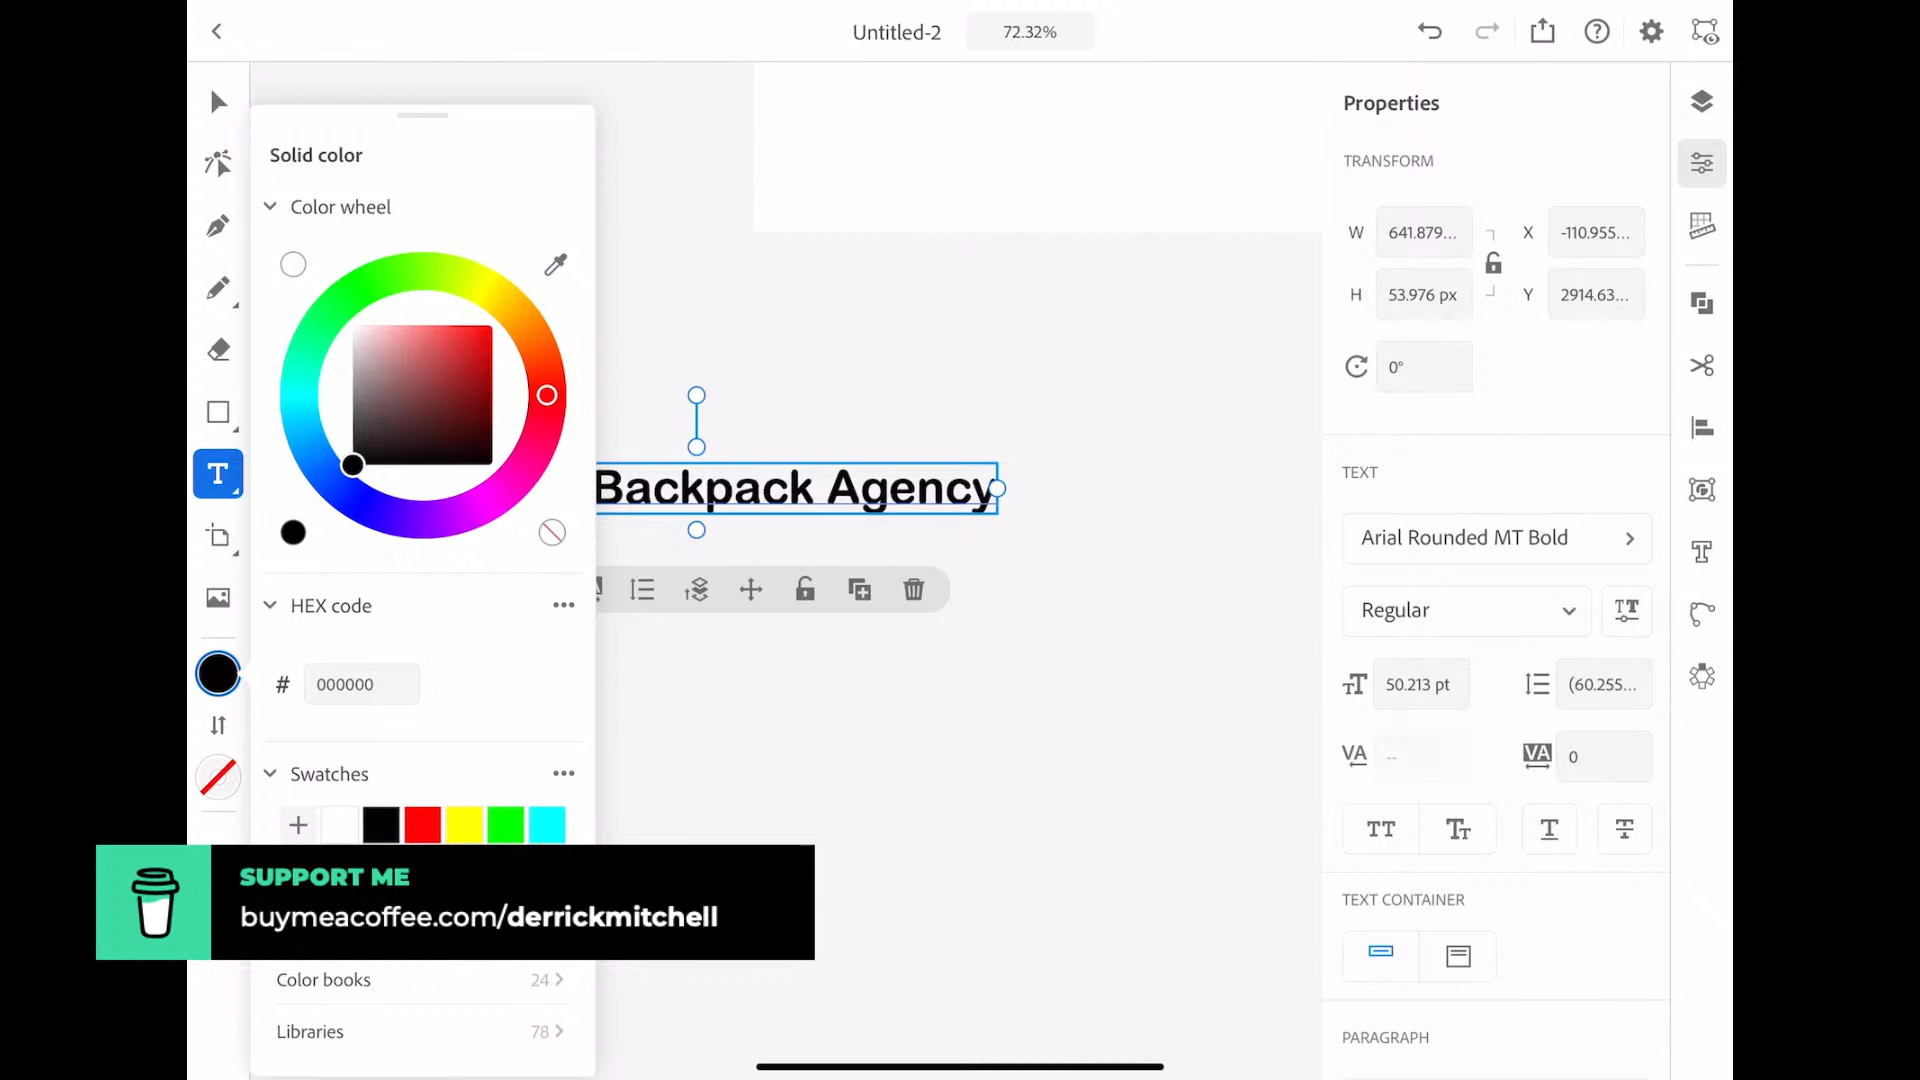 Untitled-2
72.32%
Solid color
Color wheel
HEX code
# 000000
Swatches
SUPPORT ME
buymeacoffee.com/derrickmitchell
Color books 24
Libraries 78
Backpack Agency
Properties
TRANSFORM
W 641.879... X -110.955...
H 53.976 px Y 2914.63...
0°
TEXT
Arial Rounded MT Bold
Regular
50.213 pt (60.255...
VA -- VA 0
TEXT CONTAINER
PARAGRAPH